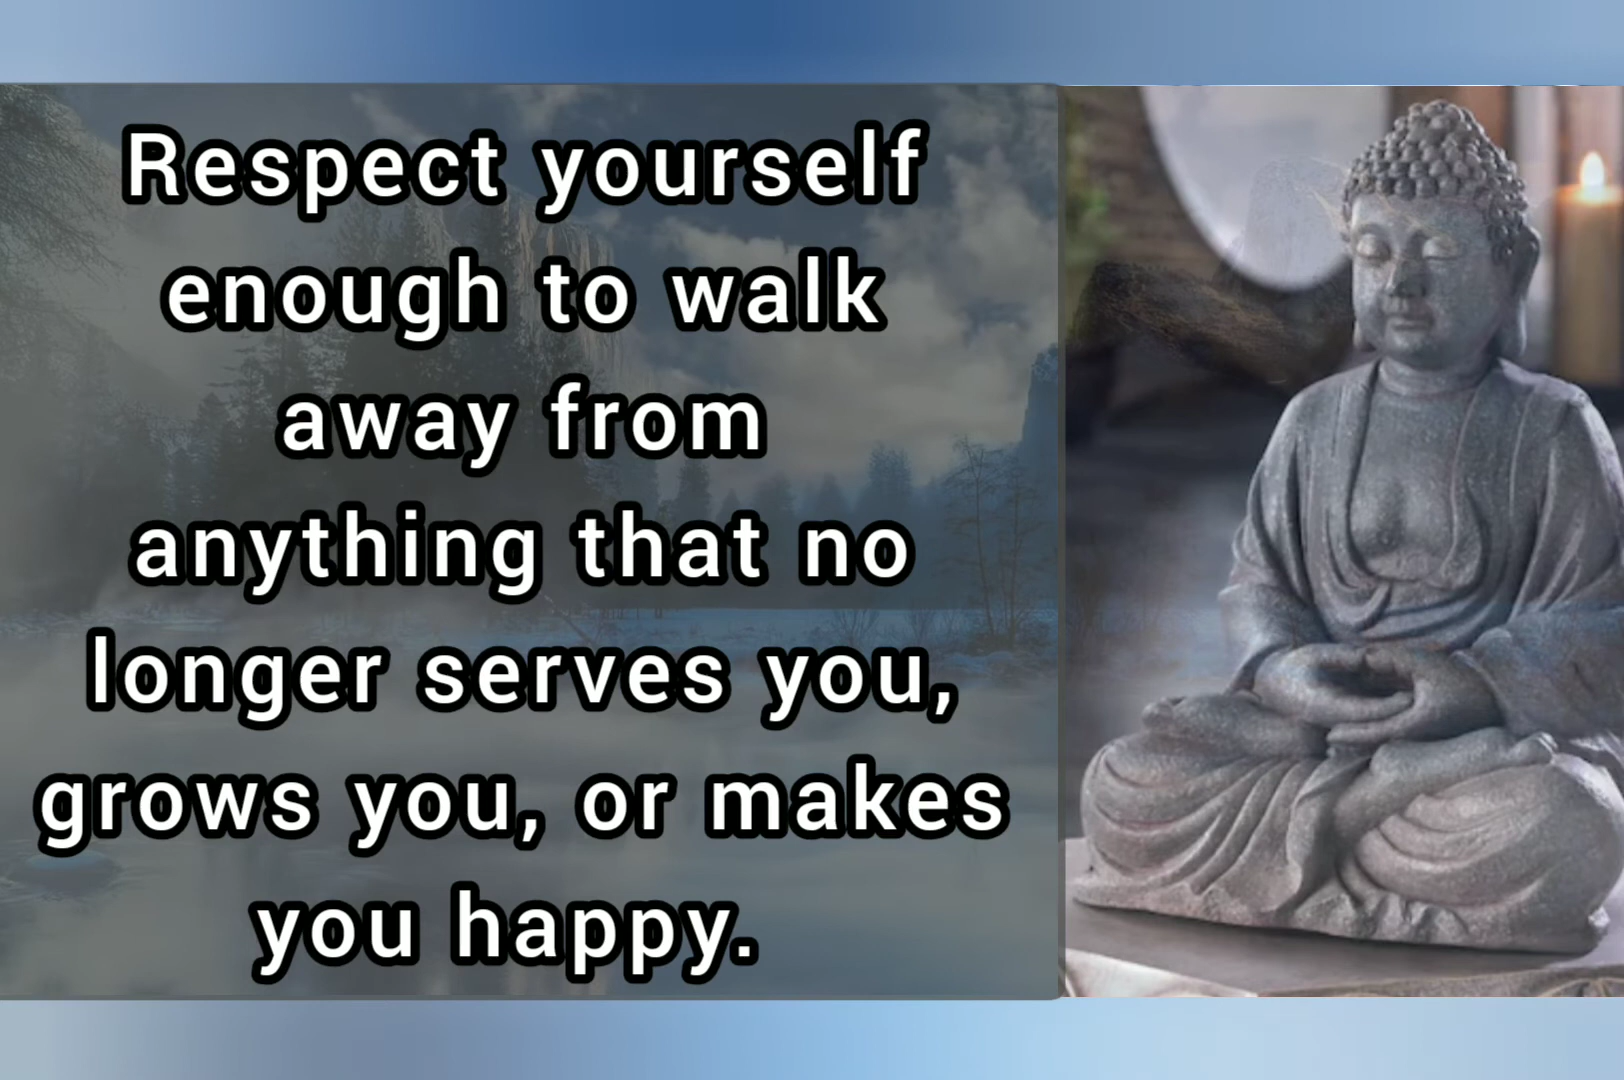 Respect yourself
enough to walk
away from
anything that no
longer serves you,
grows you, or makes
you happy.